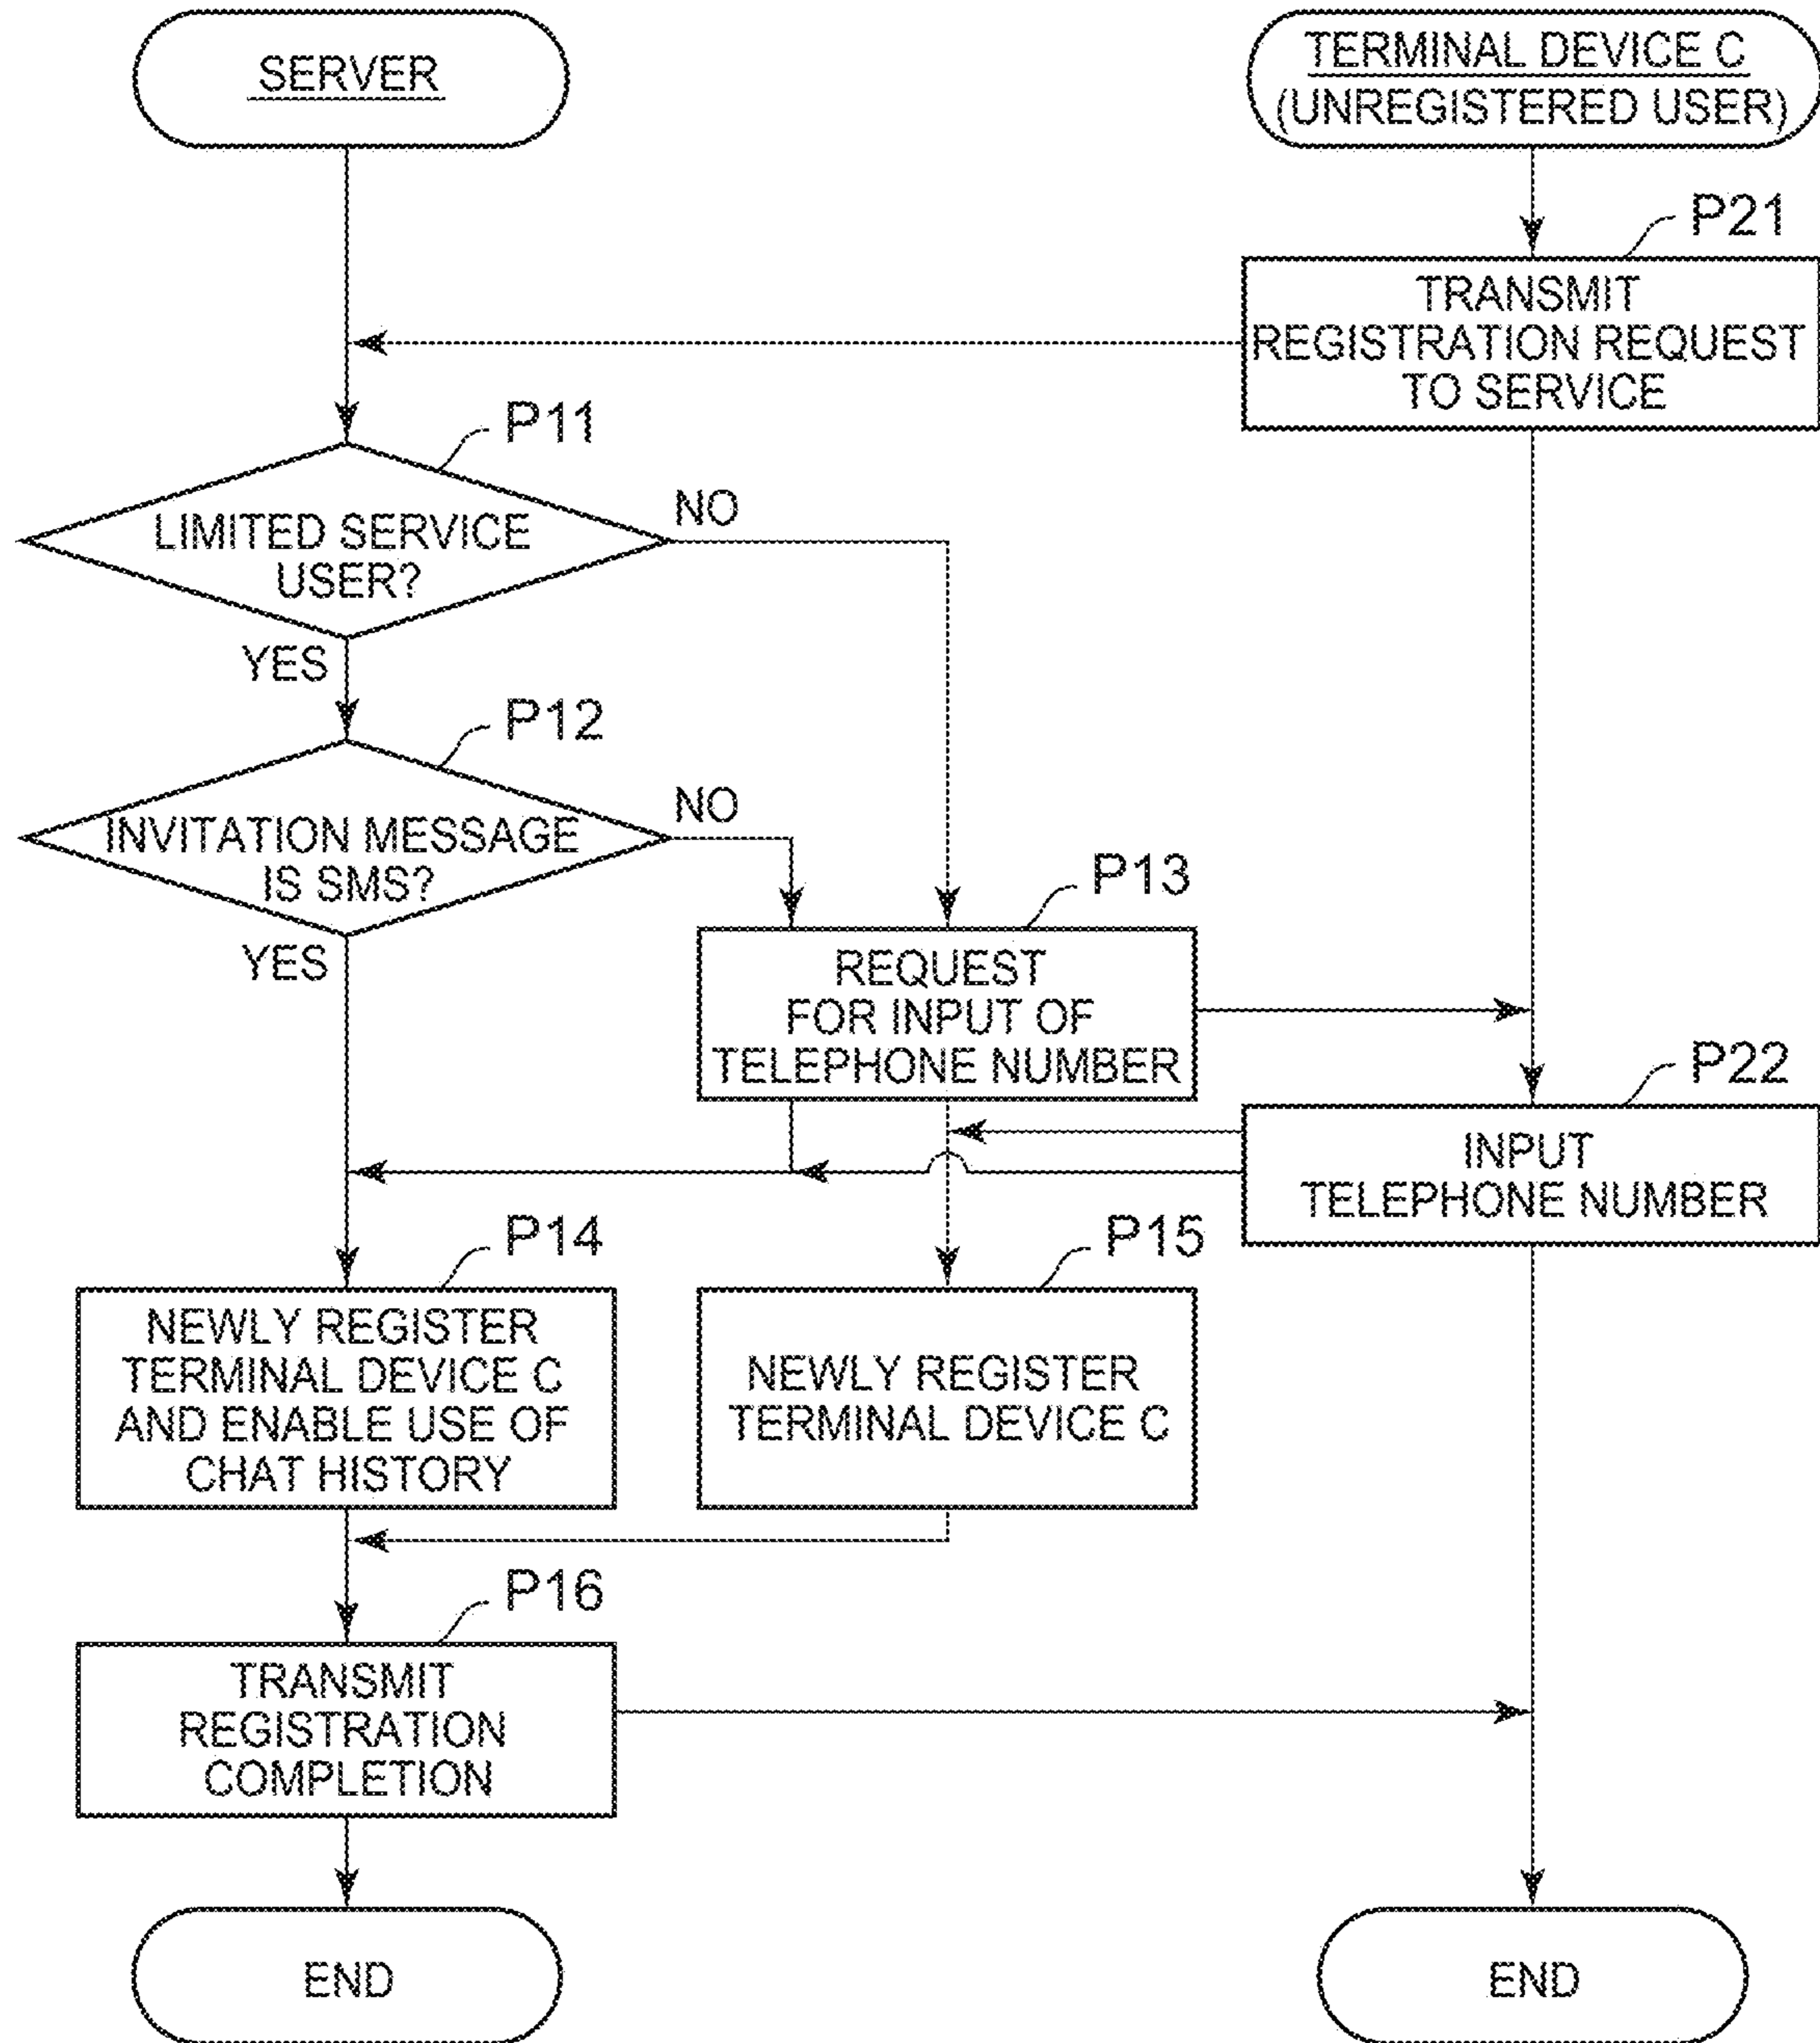 SERVER
TERMINAL DEVICE C
(UNREGISTERED USER)
P21
TRANSMIT
REGISTRATION REQUEST
TO SERVICE
P11
LIMITED SERVICE
USER?
NO
YES
P12
INVITATION MESSAGE
IS SMS?
NO
YES
P13
REQUEST
FOR INPUT OF
TELEPHONE NUMBER
P22
INPUT
TELEPHONE NUMBER
P14
NEWLY REGISTER
TERMINAL DEVICE C
AND ENABLE USE OF
CHAT HISTORY
P15
NEWLY REGISTER
TERMINAL DEVICE C
P16
TRANSMIT
REGISTRATION
COMPLETION
END
END